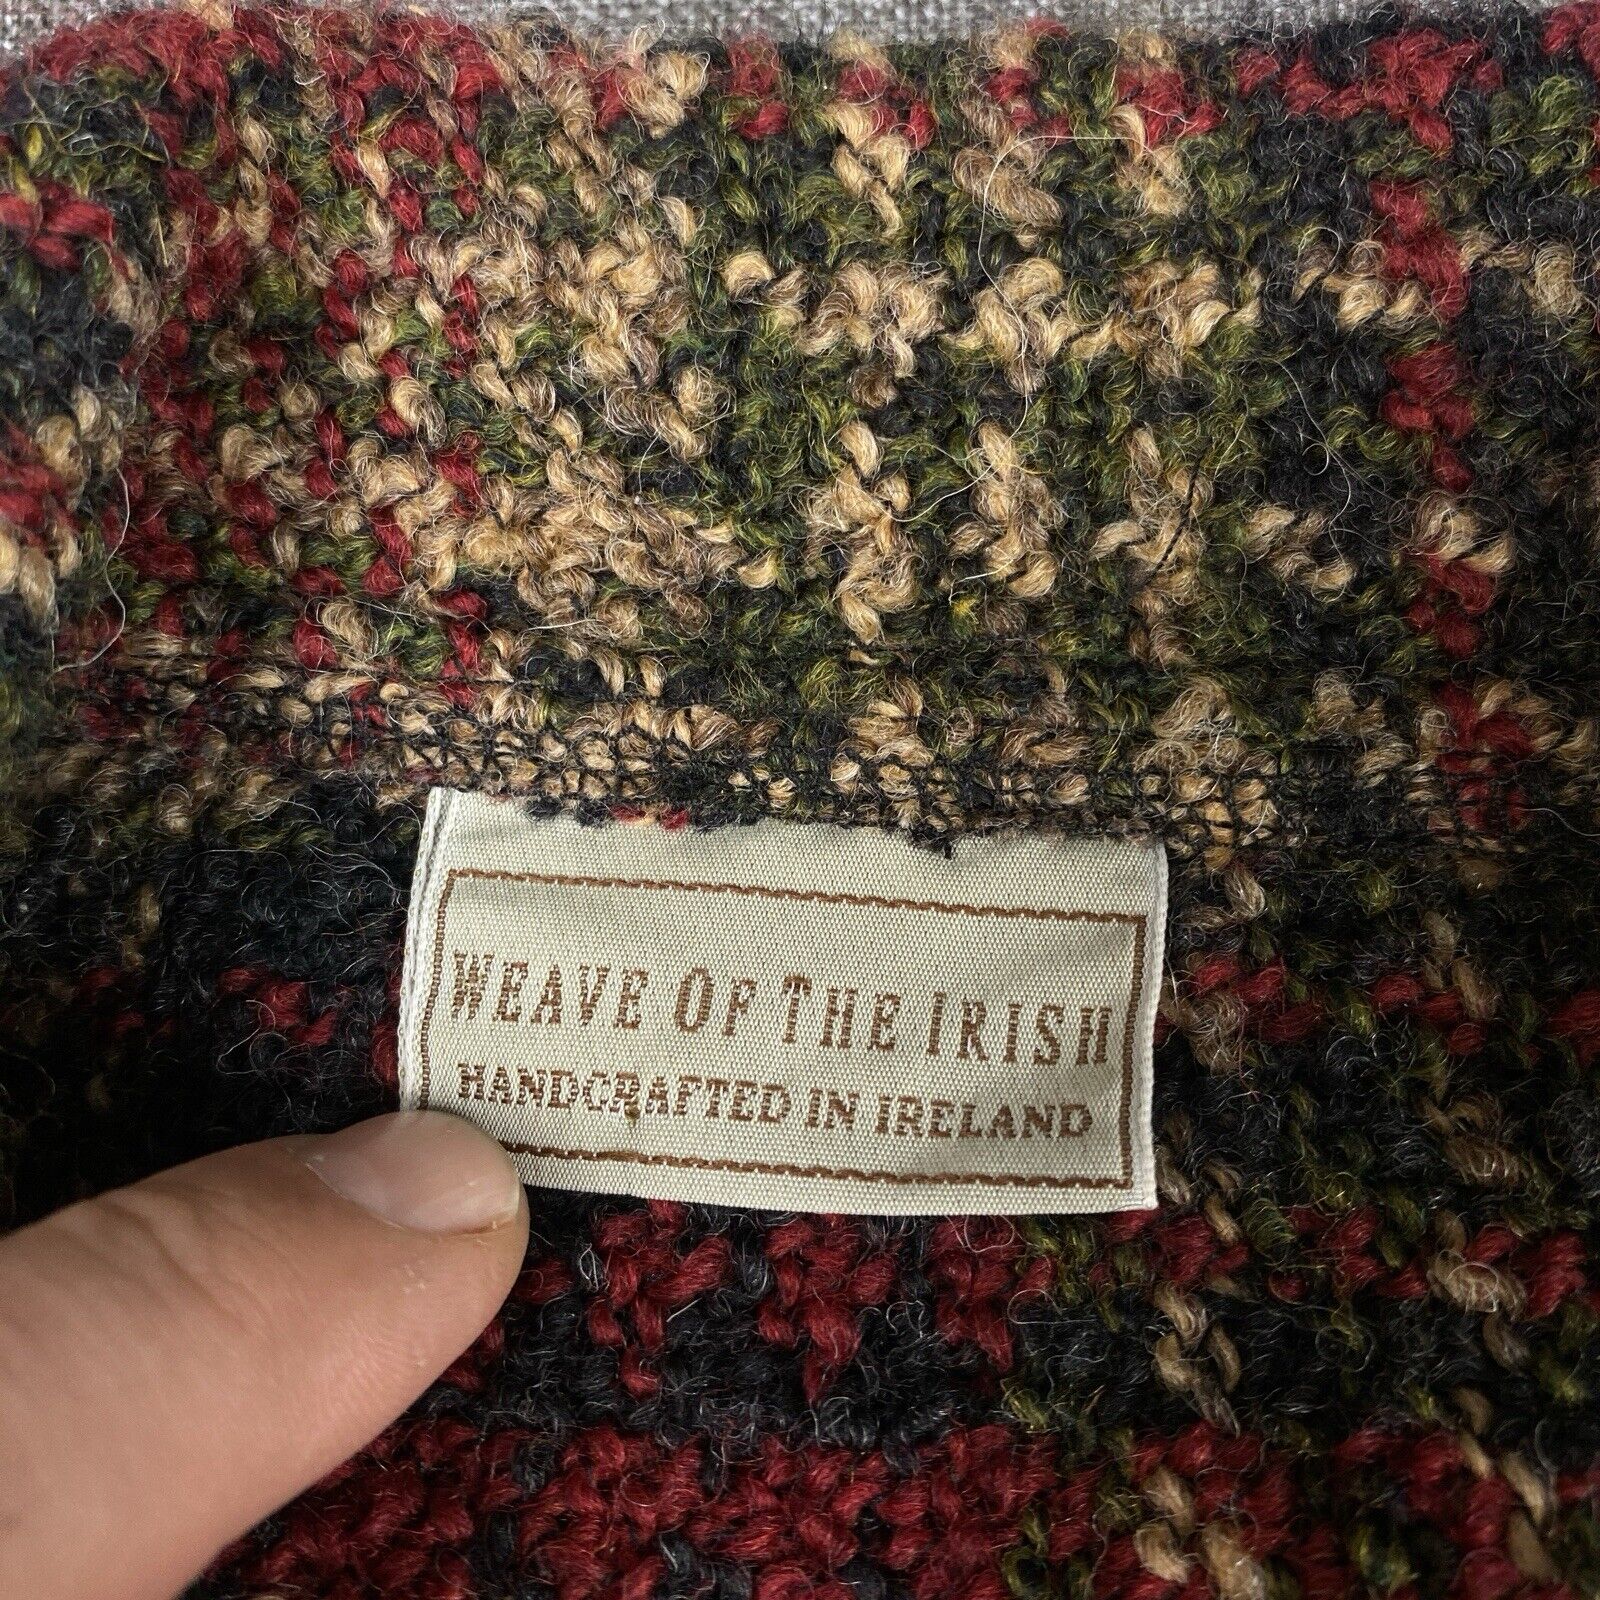 WEAVE OF THE IRISH
HANDCRAFTED IN IRELAND